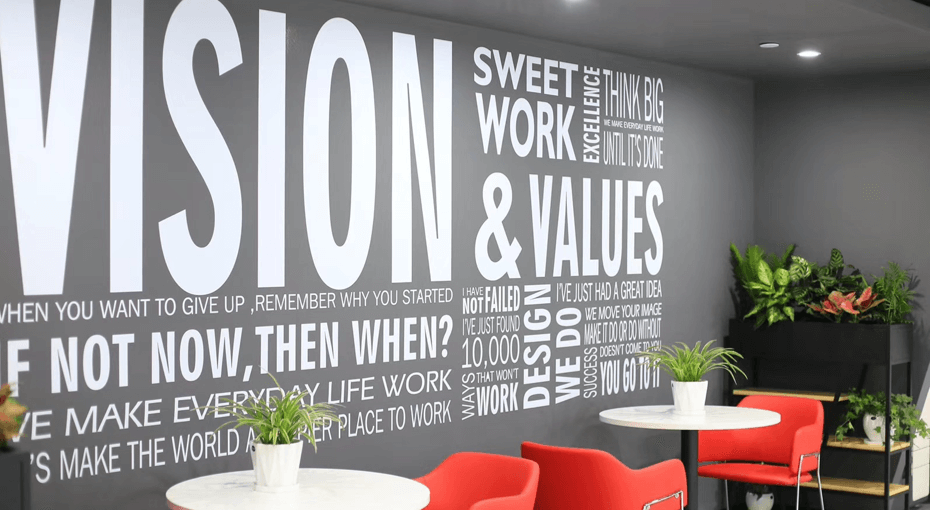 VISION
WHEN YOU WANT TO GIVE UP ,REMEMBER WHY YOU STARTED
IF NOT NOW,THEN WHEN?
WE MAKE EVERYDAY LIFE WORK
MAKE THE WORLD A PLACE TO WORK
SWEET
WORK
EXCELLENCE
THINK BIG
WE MAKE EVERYDAY LIFE WORK
UNTIL IT'S DONE
& VALUES
I HAVE
NOT FAILED
I'VE JUST FOUND
10,000
WAYS
THAT WON'T
WORK
DESIGN
I'VE JUST HAD A GREAT IDEA
WE DO
WE MOVE YOUR IMAGE
MAKE IT DO OR DO WITHOUT
SUCCESS
DOESN'T COME TO YOU
YOU GO TO IT